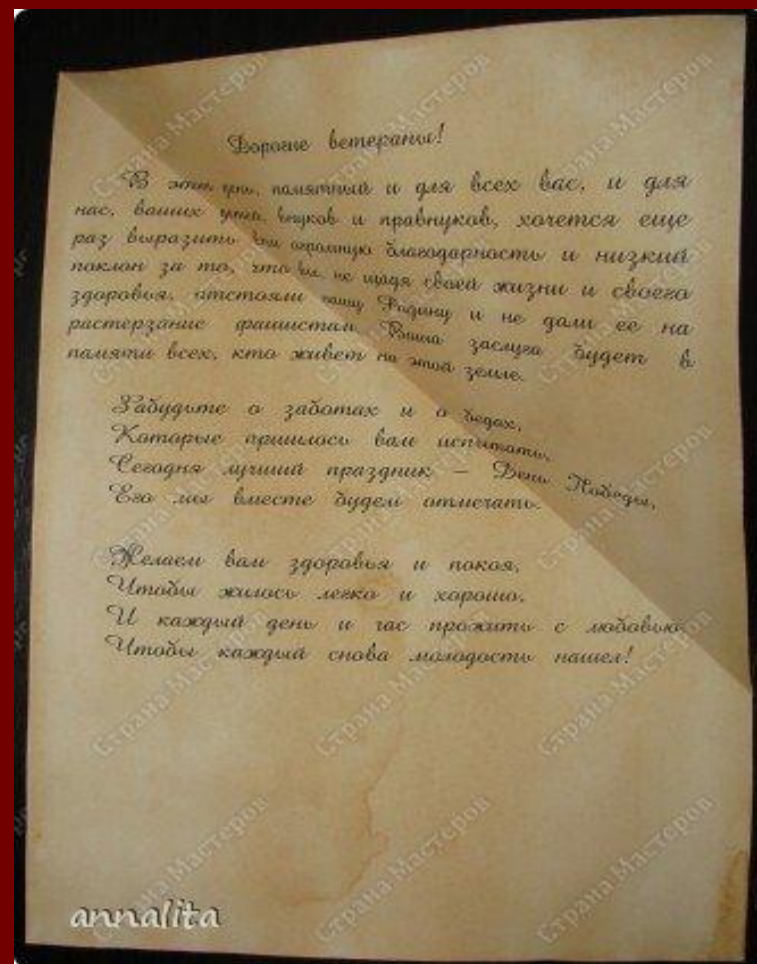 Дорогие ветераны!
В этот день, памятный и для всех вас, и для
нас, ваших детей, внуков и правнуков, хочется еще
раз выразить вам огромную благодарность и низкий
поклон за то, что вы, не щадя своей жизни и своего
здоровья, отстояли нашу Родину и не дали ее на
растерзание фашистам. Ваша заслуга будет в
памяти всех, кто живет на этой земле.
Забудьте о заботах и о бедах,
Которые пришлось вам испытать,
Сегодня лучший праздник – День Победы,
Его мы вместе будем отмечать.
Желаем вам здоровья и покоя,
Чтобы жилось легко и хорошо,
И каждый день и час прожить с любовью
Чтобы каждый снова молодость нашел!
annalita
Страна Мастеров